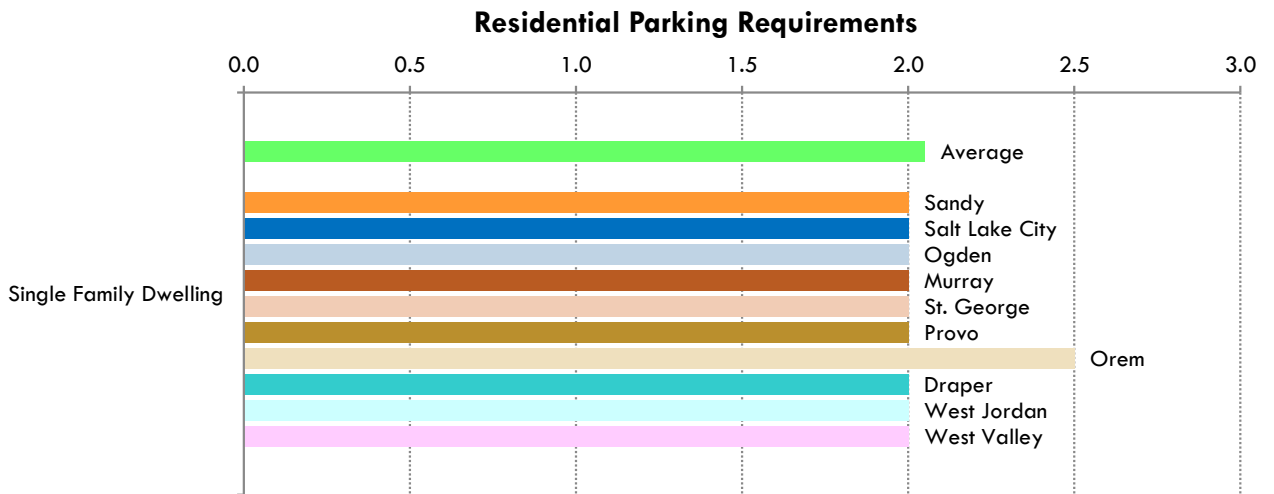 Residential Parking Requirements
0.0 0.5 1.0 1.5 2.0 2.5 3.0
Average
Sandy
Salt Lake City
Ogden
Murray
Single Family Dwelling
St. George
Provo
Orem
Draper
West Jordan
West Valley